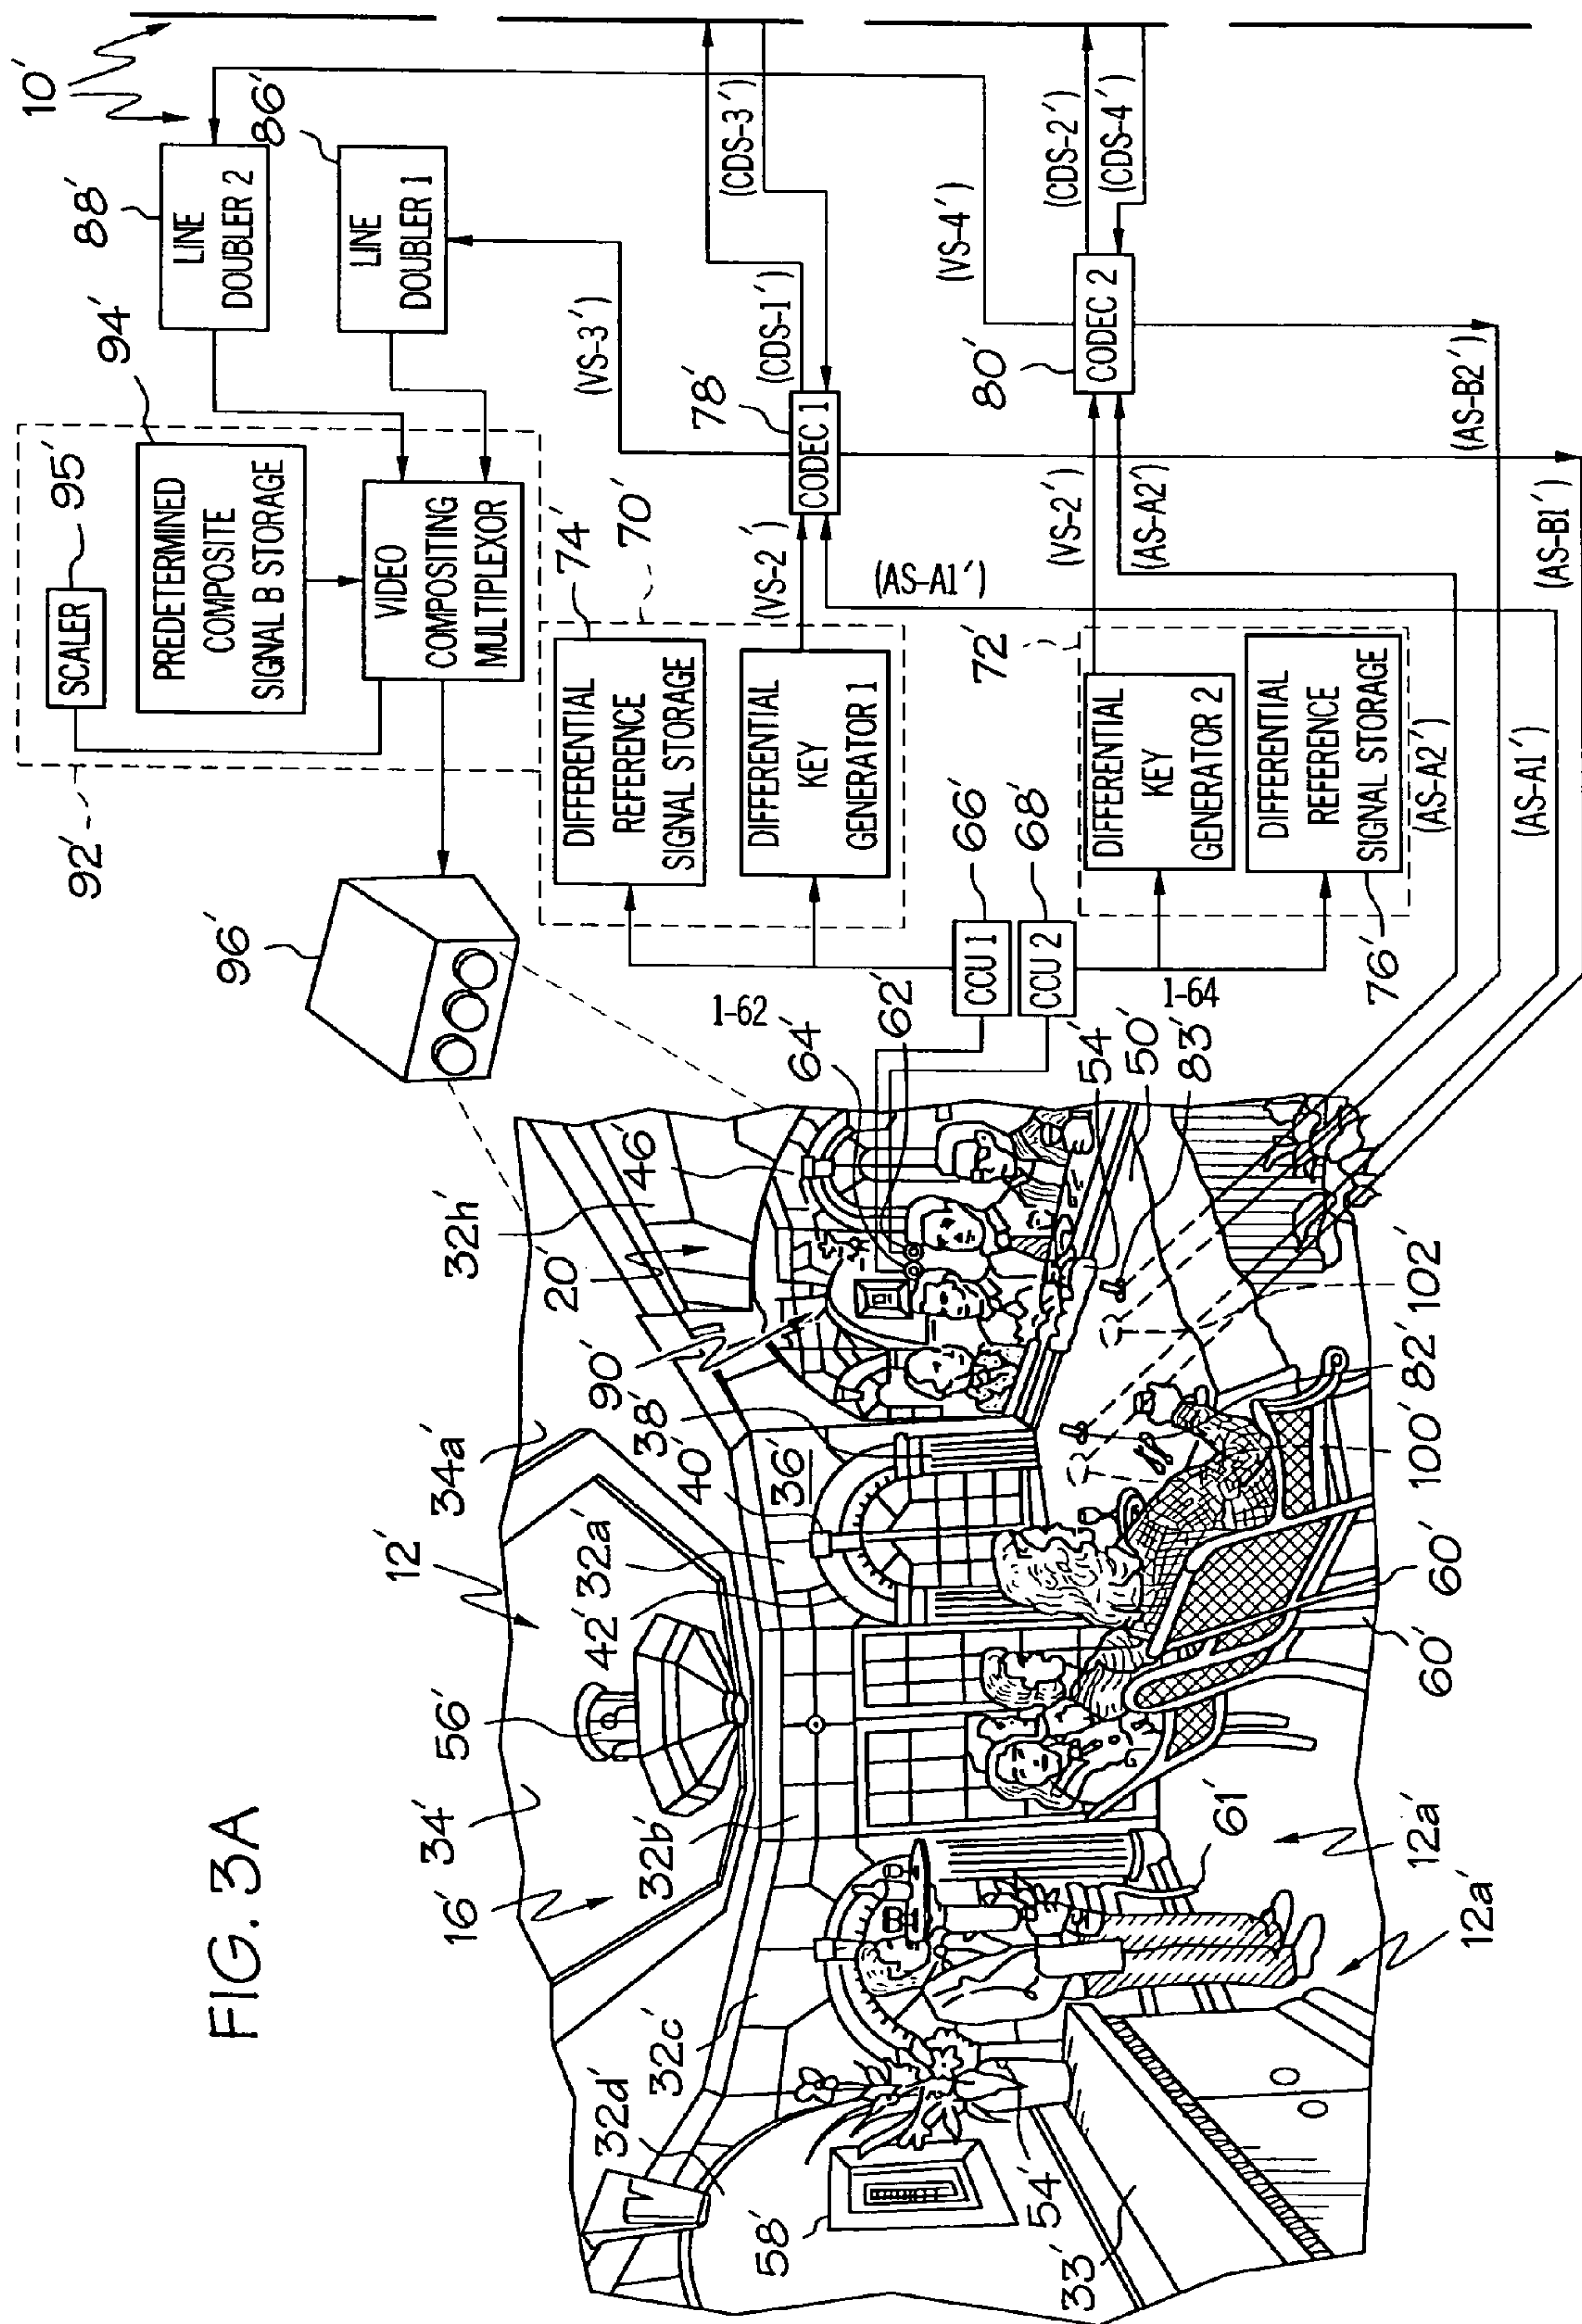 FIG. 3A
10'
88'
LINE
DOUBLER 2
86'
LINE
DOUBLER 1
94'
95'
SCALER
PREDETERMINED
COMPOSITE
SIGNAL B STORAGE
VIDEO
COMPOSITING
MULTIPLEXOR
92'
96'
74'
70'
DIFFERENTIAL
REFERENCE
SIGNAL STORAGE
DIFFERENTIAL
KEY
GENERATOR 1
(VS-2')
(VS-3')
78'
CODEC 1
(CDS-1')
(CDS-3')
(AS-A1')
(VS-4')
80'
CODEC 2
(CDS-2')
(CDS-4')
(VS-2')
(AS-A2')
(AS-B2')
(AS-B1')
72'
DIFFERENTIAL
KEY
GENERATOR 2
DIFFERENTIAL
REFERENCE
SIGNAL STORAGE
76'
(AS-A2')
(AS-A1')
66'
CCU 1
68'
CCU 2
1-62
1-64
62'
64'
54'
50'
83'
46'
32h'
20'
90'
38'
40'
36'
34a'
12'
32a'
42'
56'
34'
16'
32b'
32c'
32d'
58'
54'
33'
61'
12a'
12a'
60'
60'
100'
82'
102'